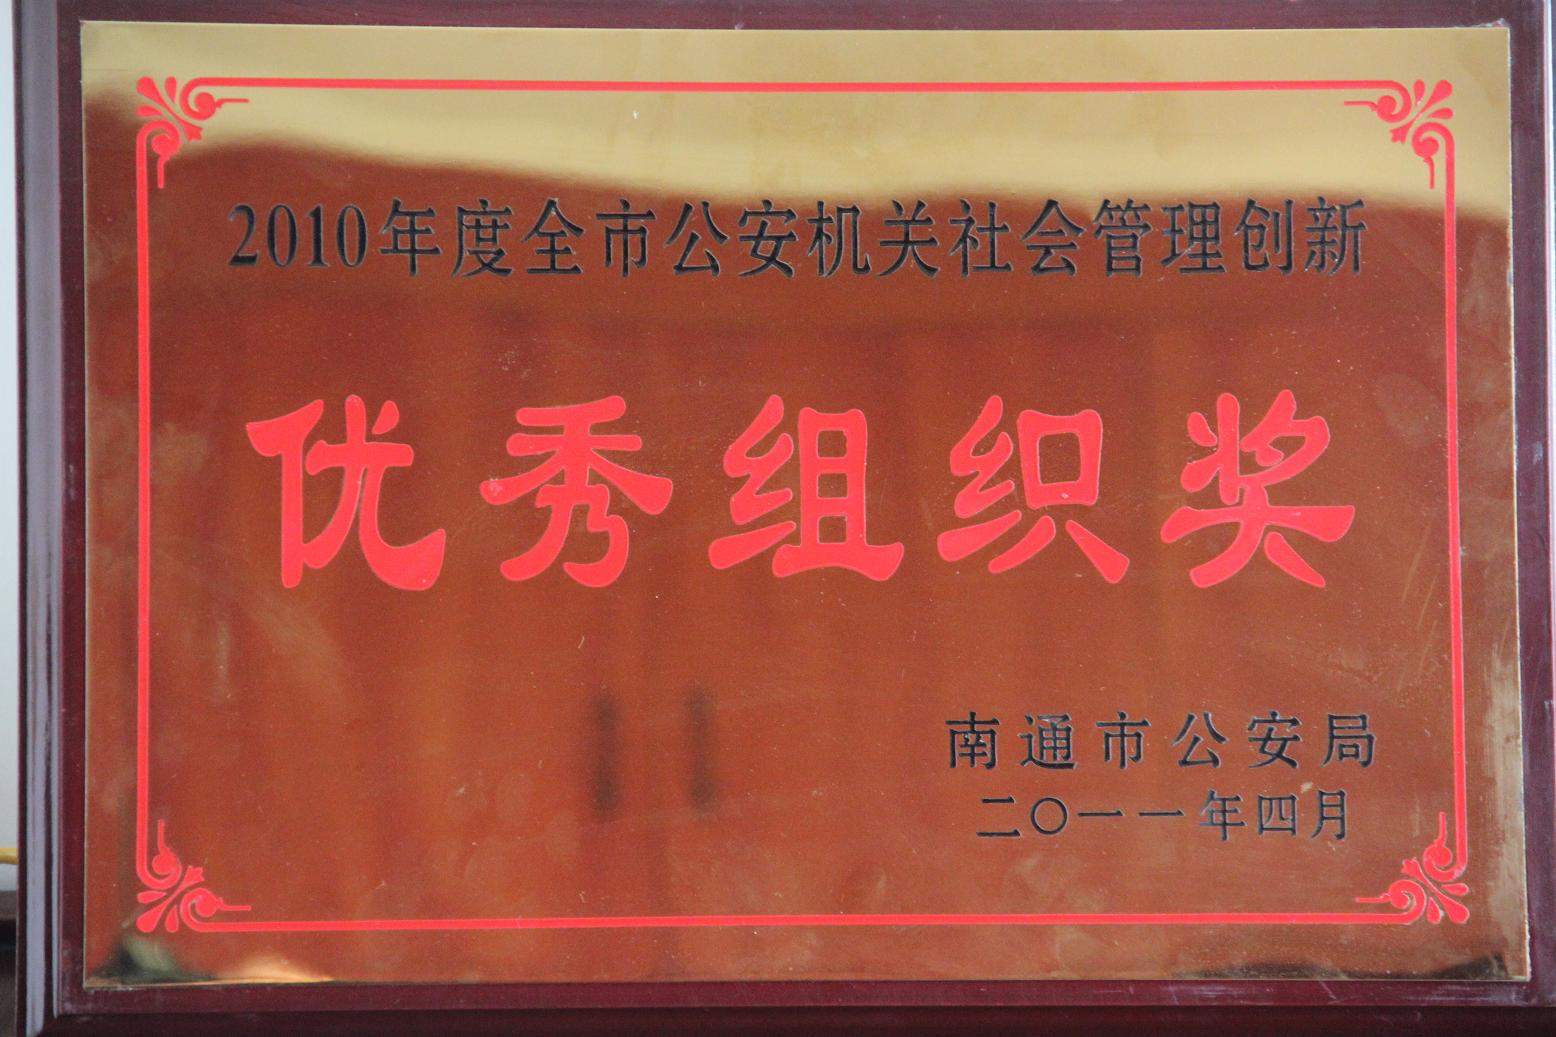 2010年度全市公安机关社会管理创新
优秀组织奖
南通市公安局
二〇一一年四月